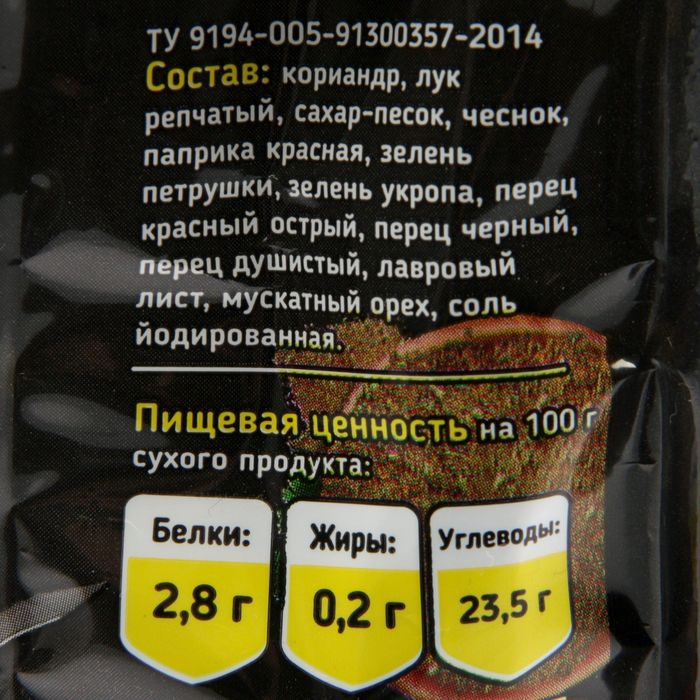 ТУ 9194-005-91300357-2014
Состав: кориандр, лук
репчатый, сахар-песок, чеснок,
паприка красная, зелень
петрушки, зелень укропа, перец
красный острый, перец черный,
перец душистый, лавровый
лист, мускатный орех, соль
йодированная.
Пищевая ценность на 100 г
сухого продукта:
Белки: Жиры: Углеводы:
2,8 г 0,2 г 23,5 г